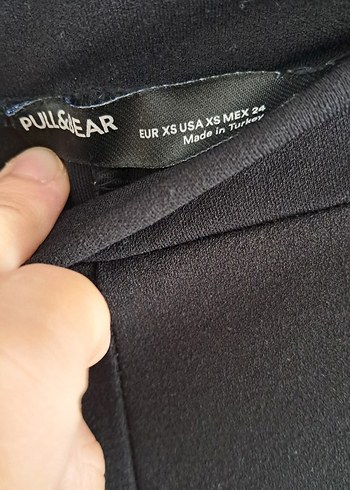 PULL&BEAR
EUR XS USA XS MEX 24
Made in Turkey